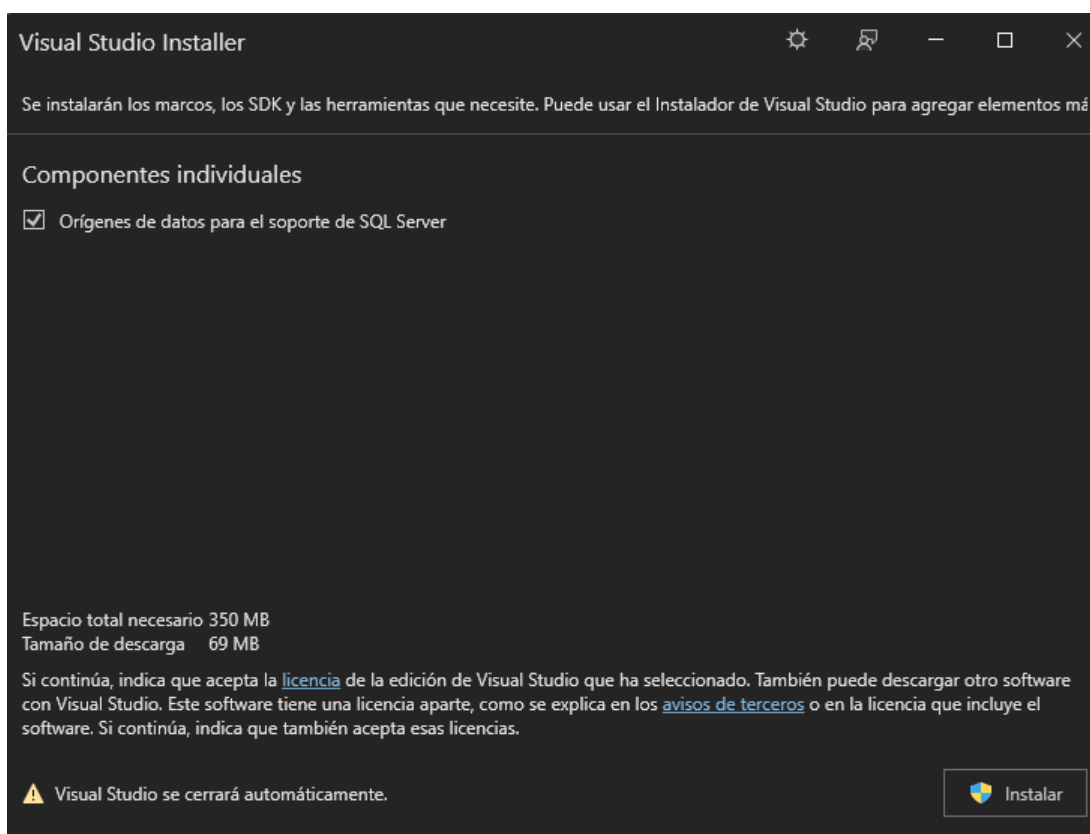 Visual Studio Installer
Se instalarán los marcos, los SDK y las herramientas que necesite. Puede usar el Instalador de Visual Studio para agregar elementos má
Componentes individuales
Orígenes de datos para el soporte de SQL Server
Espacio total necesario 350 MB
Tamaño de descarga 69 MB
Si continúa, indica que acepta la licencia de la edición de Visual Studio que ha seleccionado. También puede descargar otro software
con Visual Studio. Este software tiene una licencia aparte, como se explica en los avisos de terceros o en la licencia que incluye el
software. Si continúa, indica que también acepta esas licencias.
Visual Studio se cerrará automáticamente.
Instalar